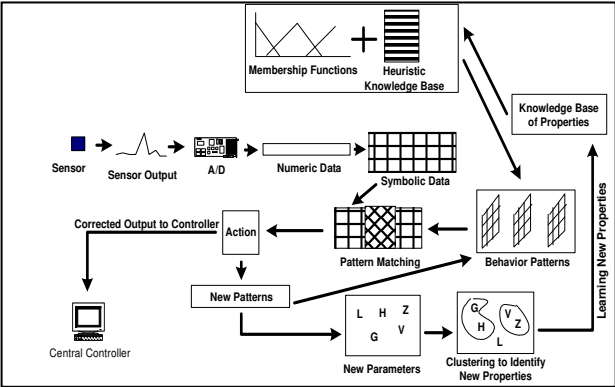 Membership Functions
Heuristic
Knowledge Base
Knowledge Base
of Properties
Sensor
Sensor Output
A/D
Numeric Data
Symbolic Data
Corrected Output to Controller
Action
Pattern Matching
Behavior Patterns
Learning New Properties
New Patterns
Central Controller
L H Z
G V
New Parameters
G
H
V
Z
L
Clustering to Identify
New Properties